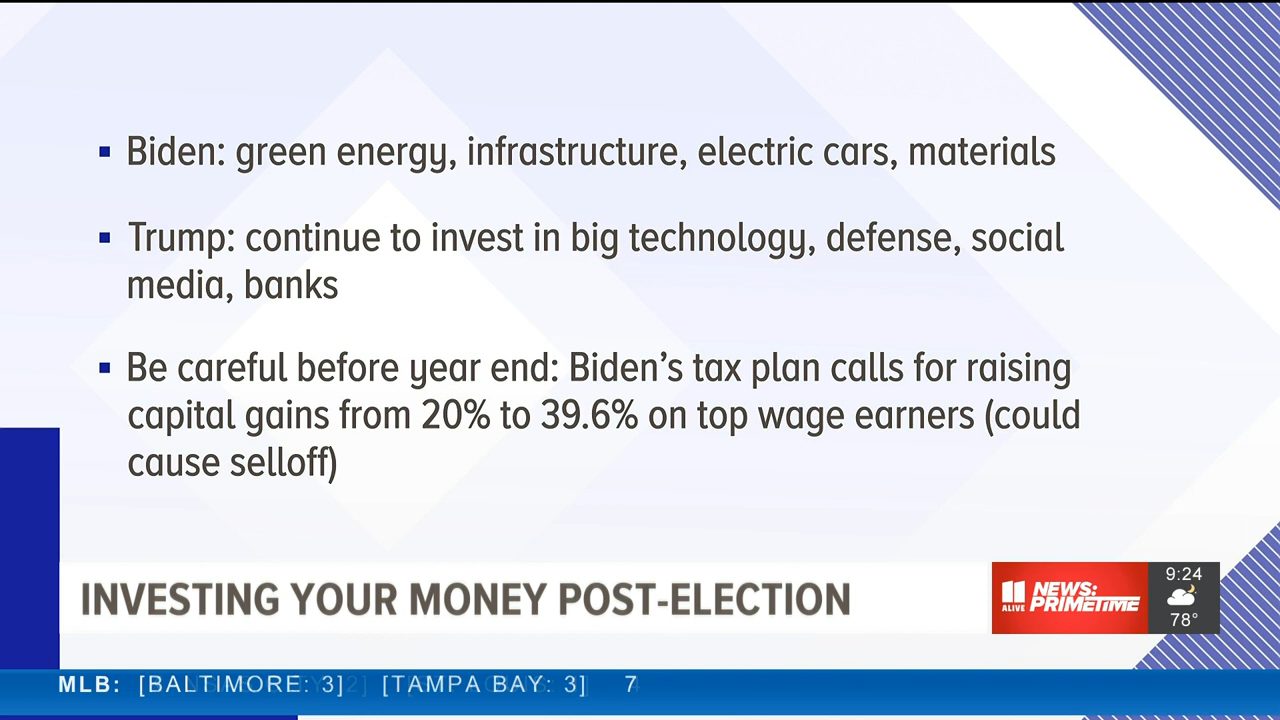 Biden: green energy, infrastructure, electric cars, materials
Trump: continue to invest in big technology, defense, social
media, banks
Be careful before year end: Biden’s tax plan calls for raising
capital gains from 20% to 39.6% on top wage earners (could
cause selloff)
INVESTING YOUR MONEY POST-ELECTION
11 ALIVE NEWS: PRIMETIME
9:24
78°
MLB: [BALTIMORE: 3] [TAMPA BAY: 3] 7